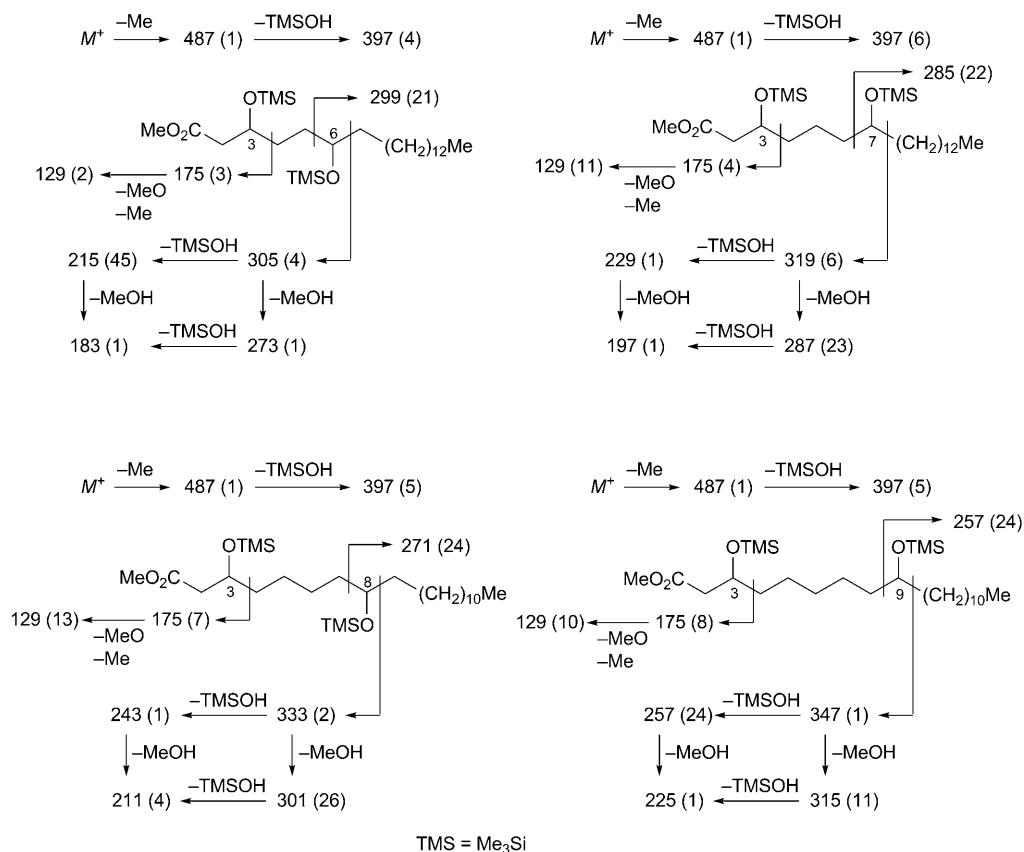 –Me –TMSOH
M⁺ 487 (1) 397 (4)
299 (21)
OTMS
MeO₂C 3 6 (CH₂)₁₂Me
TMSO
129 (2) 175 (3)
–MeO
–Me
–TMSOH
215 (45) 305 (4)
–MeOH –MeOH
–TMSOH
183 (1) 273 (1)
–Me –TMSOH
M⁺ 487 (1) 397 (6)
285 (22)
OTMS OTMS
MeO₂C 3 7 (CH₂)₁₂Me
129 (11) 175 (4)
–MeO
–Me
–TMSOH
229 (1) 319 (6)
–MeOH –MeOH
–TMSOH
197 (1) 287 (23)
–Me –TMSOH
M⁺ 487 (1) 397 (5)
271 (24)
OTMS
MeO₂C 3 8 (CH₂)₁₀Me
TMSO
129 (13) 175 (7)
–MeO
–Me
–TMSOH
243 (1) 333 (2)
–MeOH –MeOH
–TMSOH
211 (4) 301 (26)
–Me –TMSOH
M⁺ 487 (1) 397 (5)
257 (24)
OTMS OTMS
MeO₂C 3 9 (CH₂)₁₀Me
129 (10) 175 (8)
–MeO
–Me
–TMSOH
257 (24) 347 (1)
–MeOH –MeOH
–TMSOH
225 (1) 315 (11)
TMS = Me₃Si